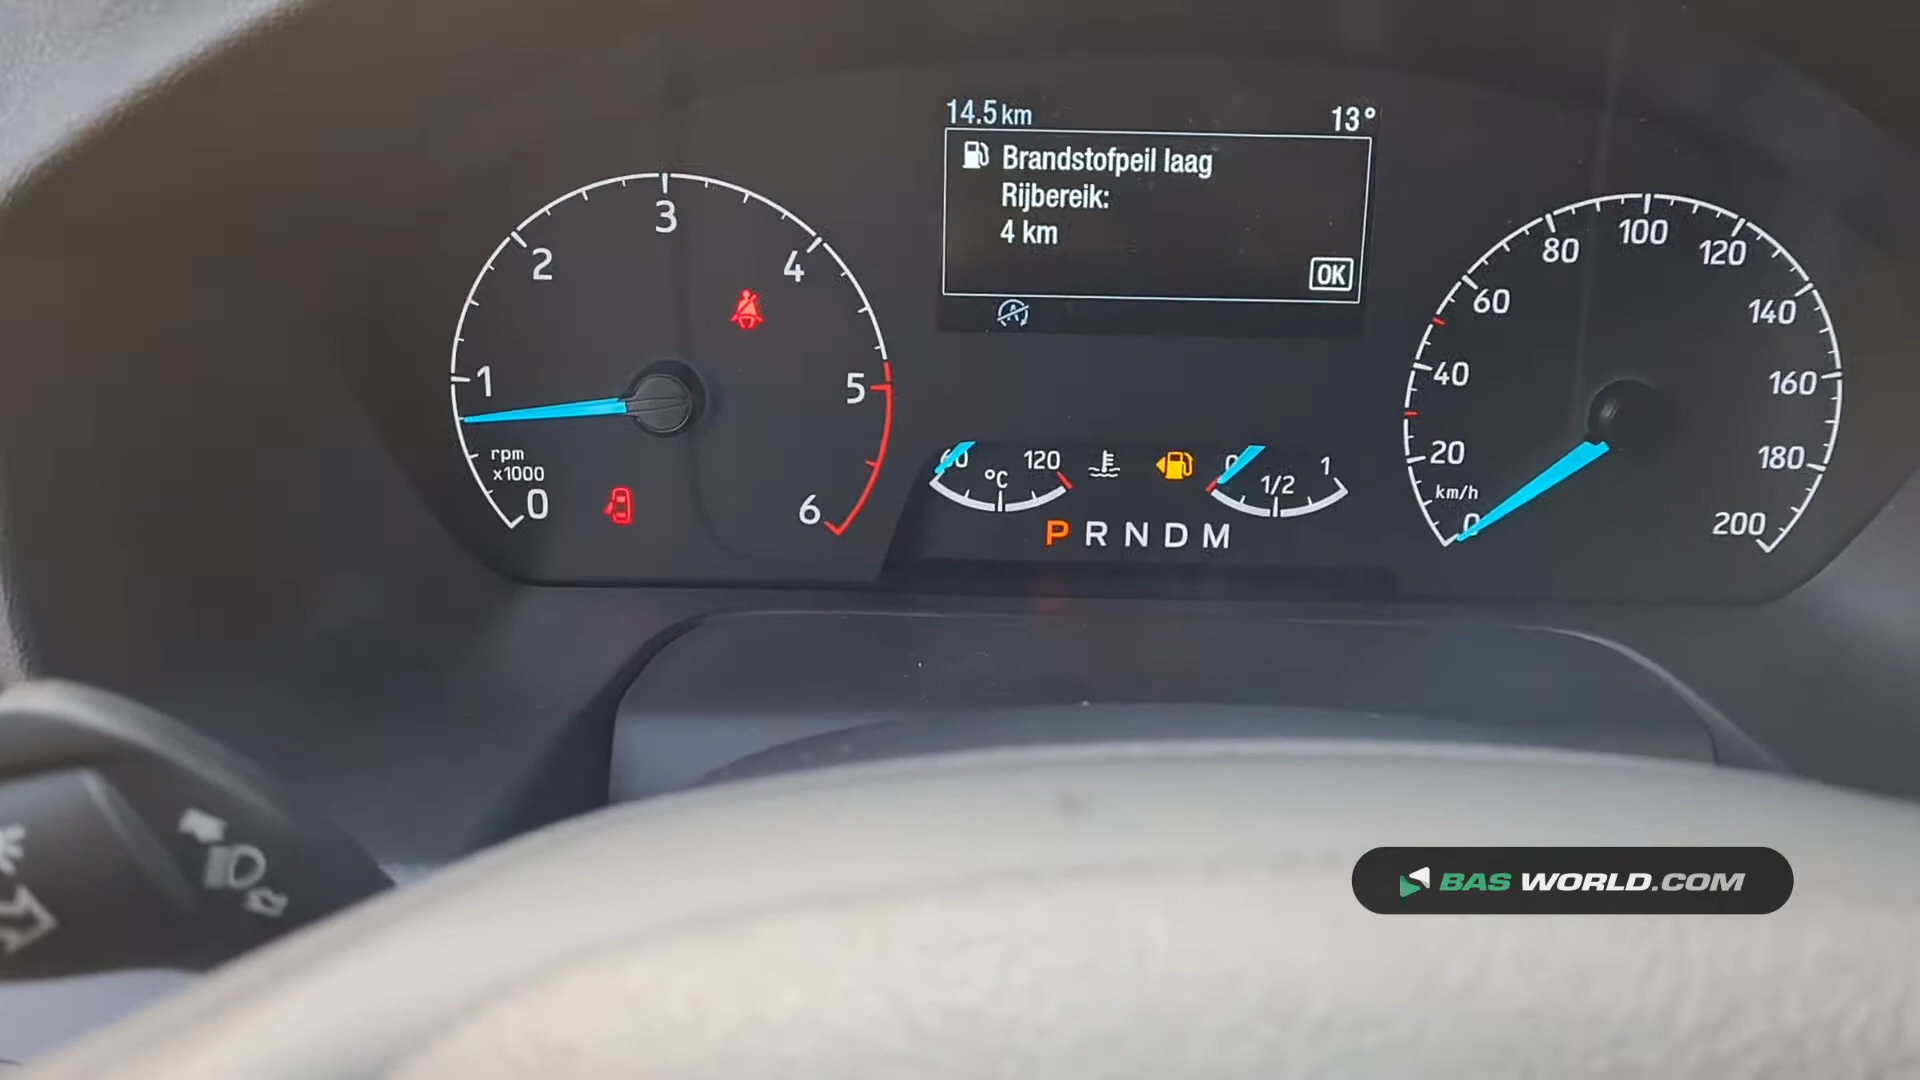 14.5 km 13°
Brandstofpeil laag
Rijbereik:
4 km
OK
0 1 2 3 4 5 6
rpm
x1000
60 120
°C
0 1/2 1
P R N D M
0 20 40 60 80 100 120 140 160 180 200
km/h
BAS WORLD.COM